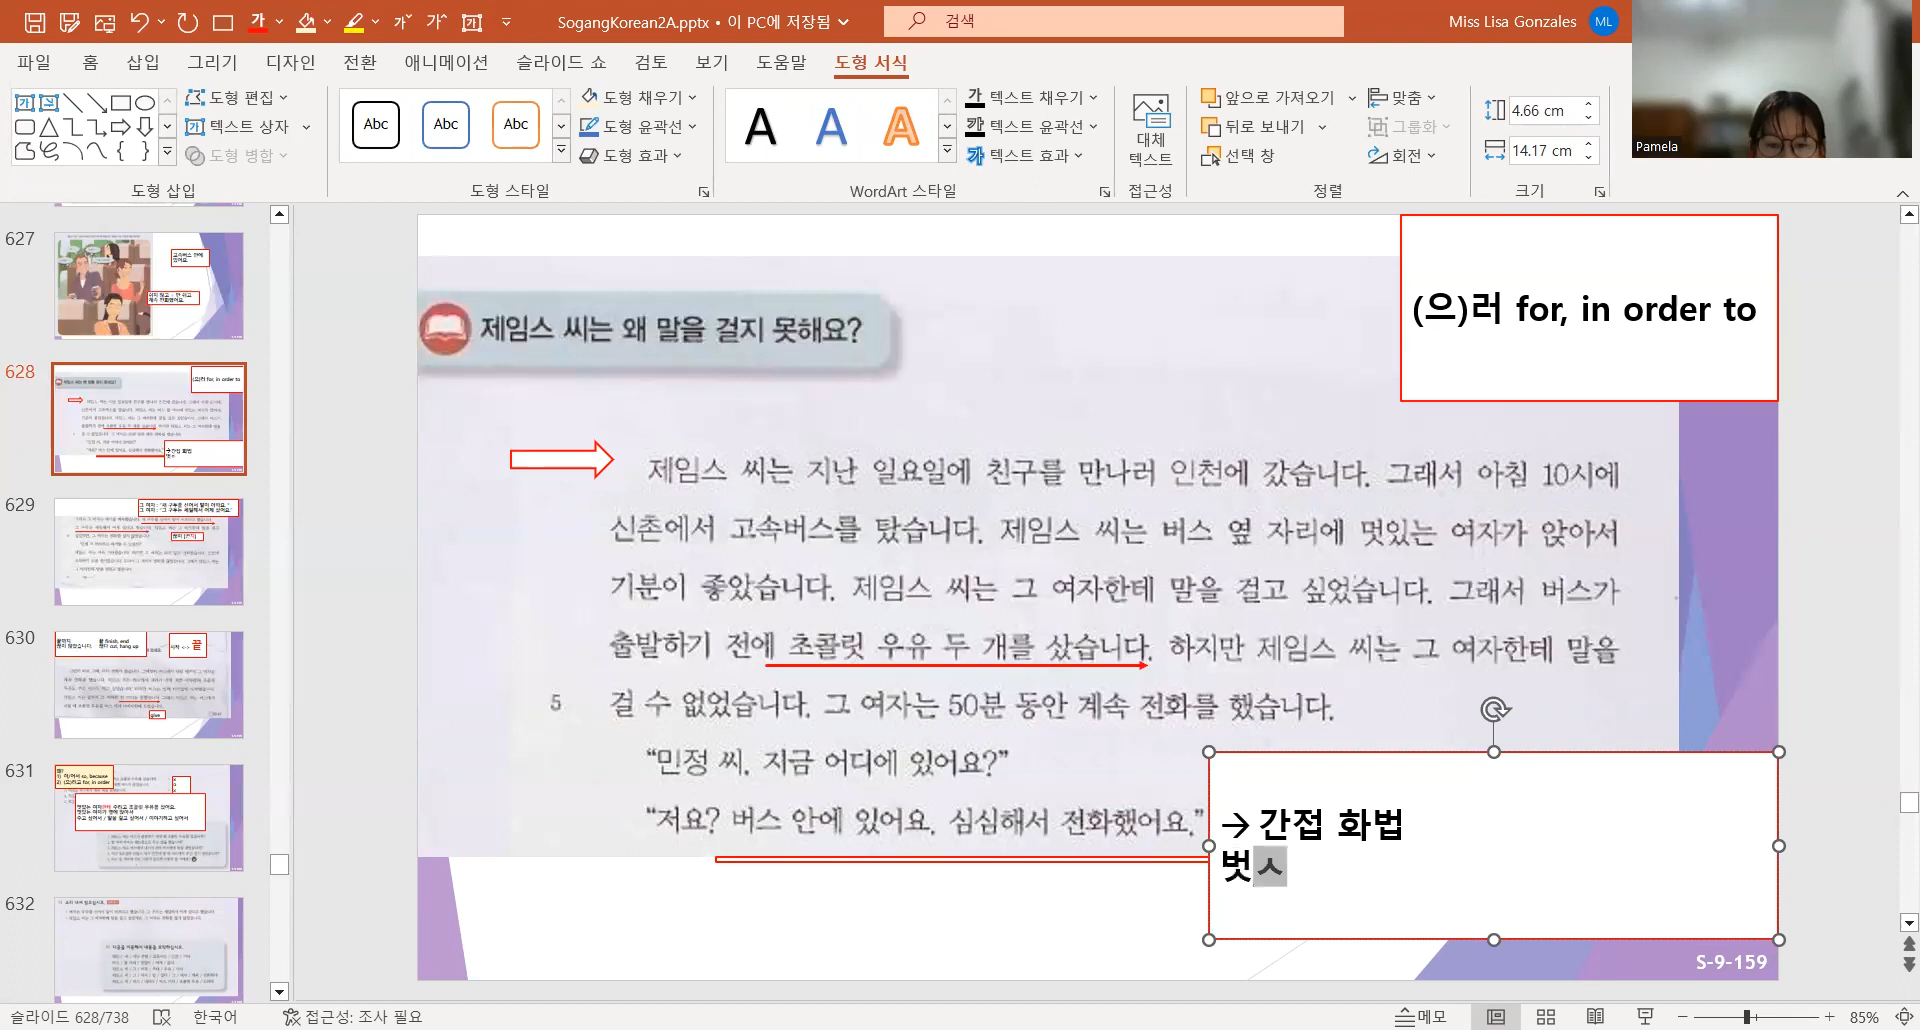 SogangKorean2A.pptx • 이 PC에 저장됨
검색
Miss Lisa Gonzales
ML
파일 홈 삽입 그리기 디자인 전환 애니메이션 슬라이드 쇼 검토 보기 도움말 도형 서식
도형 편집
텍스트 상자
도형 병합
도형 삽입
Abc Abc Abc
도형 채우기
도형 윤곽선
도형 효과
도형 스타일
A A A
텍스트 채우기
텍스트 윤곽선
텍스트 효과
WordArt 스타일
대체
텍스트
접근성
앞으로 가져오기
뒤로 보내기
선택 창
맞춤
그룹화
회전
정렬
4.66 cm
14.17 cm
크기
Pamela
627
628
629
630
631
632
(으)러 for, in order to
제임스 씨는 왜 말을 걸지 못해요?
제임스 씨는 지난 일요일에 친구를 만나러 인천에 갔습니다. 그래서 아침 10시에
신촌에서 고속버스를 탔습니다. 제임스 씨는 버스 옆 자리에 멋있는 여자가 앉아서
기분이 좋았습니다. 제임스 씨는 그 여자한테 말을 걸고 싶었습니다. 그래서 버스가
출발하기 전에 초콜릿 우유 두 개를 샀습니다. 하지만 제임스 씨는 그 여자한테 말을
5 걸 수 없었습니다. 그 여자는 50분 동안 계속 전화를 했습니다.
“민정 씨, 지금 어디에 있어요?”
“저요? 버스 안에 있어요. 심심해서 전화했어요.”
→ 간접 화법
벗ㅅ
S-9-159
슬라이드 628/738 한국어 접근성: 조사 필요
메모
85%